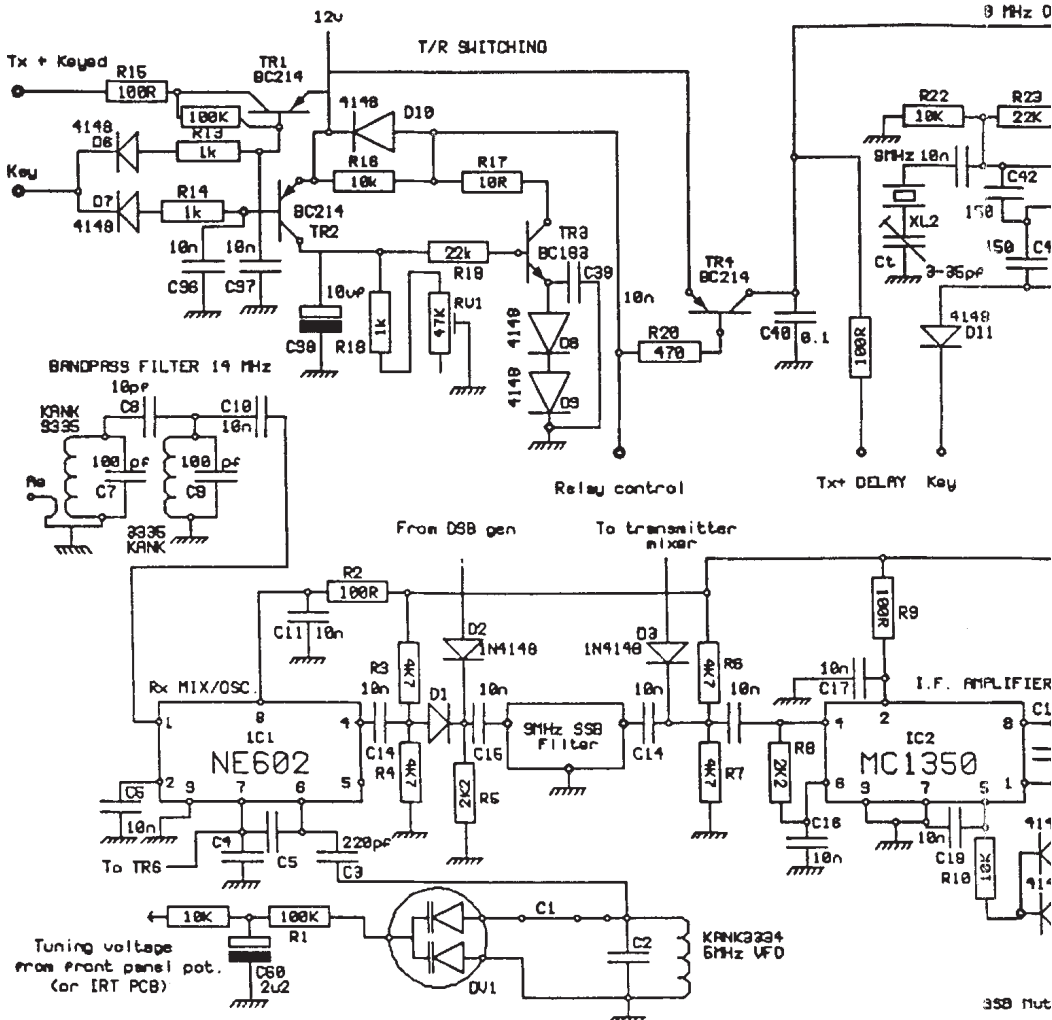 9 MHz
12v
T/R SWITCHING
Tx + Keyed
R15
100R
TR1
BC214
100K
R13
4148
D6
1k
Key
D7
4148
R14
1k
4148
D10
R16
10k
R17
10R
BC214
TR2
10n
C96
10n
C97
10uf
C98
1k
R18
22k
R19
47K
RV1
TR3
BC183
C39
10n
4148
D8
4148
D9
R20
470
TR4
BC214
C40
0.1
100R
R22
10K
R23
22K
9MHz
10n
C42
150
XL2
150
Ct
3-35pf
4148
D11
Relay control
Tx+ DELAY
Key
BANDPASS FILTER 14 MHz
KANK
3335
10pf
C8
C10
10n
100 pf
C7
100 pf
C9
Ae
3335
KANK
From DSB gen
To transmitter
mixer
R2
100R
C11
10n
D2
1N4148
D3
1N4148
R3
4K7
R6
4K7
100R
R9
10n
C17
I.F. AMPLIFIER
Rx MIX/OSC.
1
8
4
IC1
NE602
2
5
9
7
6
10n
C14
R4
4K7
D1
10n
C15
2K2
R5
9MHz SSB
Filter
10n
C14
10n
4K7
R7
R8
2K2
4
2
8
IC2
MC1350
6
1
9
7
5
C16
10n
10n
C18
R10
10K
C6
10n
To TR6
C4
C5
220pf
C3
10K
100K
R1
Tuning voltage
from front panel pot.
(or IRT PCB)
C60
2u2
DV1
C1
C2
KANK3334
5MHz VFO